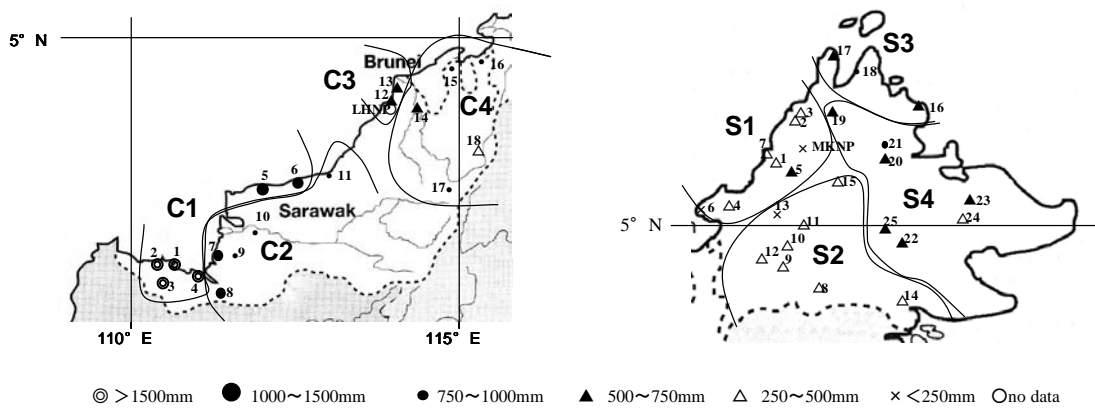 5° N
Brunei
C3
13
12
LHNP
14
15
16
C4
18
17
6
5
11
C1
Sarawak
10
C2
2
1
3
4
7
9
8
110° E
115° E
17
S3
18
16
3
2
19
S1
MKNP
7
1
5
21
20
15
6
4
13
S4
23
24
5° N
11
25
22
10
12
9
S2
8
14
>1500mm
1000～1500mm
750～1000mm
500～750mm
250～500mm
<250mm
no data